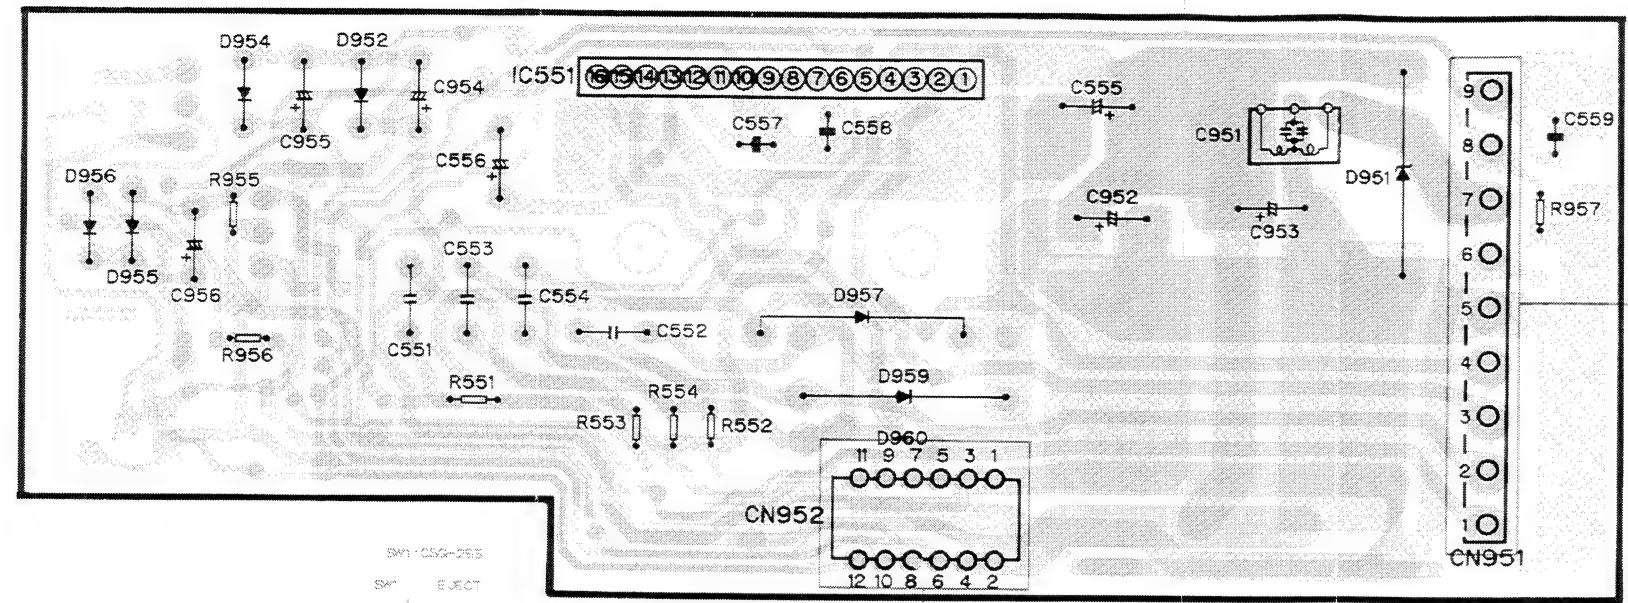 D954
D952
IC551
16 15 14 13 12 11 10 9 8 7 6 5 4 3 2 1
C954
C955
+
+
C556
+
C557
C558
C555
+
C951
D951
C559
D956
R955
D955
C956
+
C952
+
C953
+
R957
C553
C554
C551
C552
D957
R956
R551
D959
R554
R553
R552
D960
11 9 7 5 3 1
CN952
12 10 8 6 4 2
9
8
7
6
5
4
3
2
1
CN951
EJECT